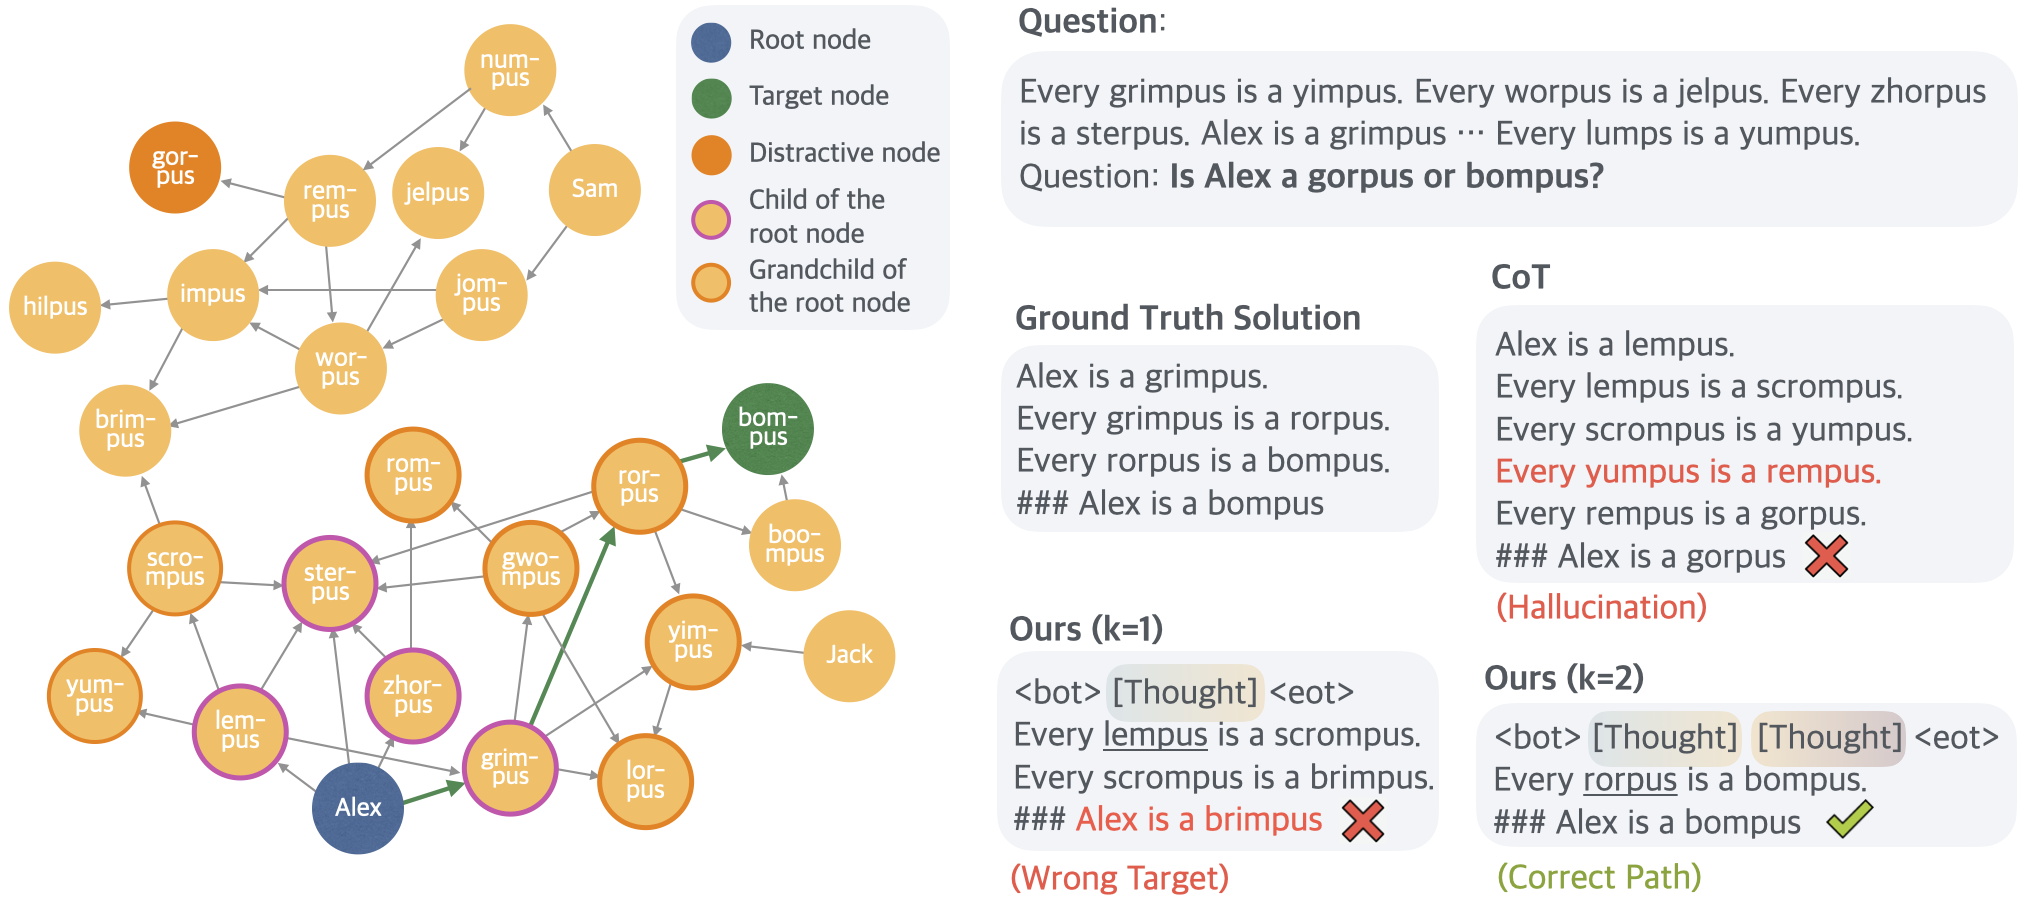 num-
pus
gor-
pus
rem-
pus
jelpus
Sam
hilpus
impus
jom-
pus
wor-
pus
brim-
pus
bom-
pus
rom-
pus
ror-
pus
boo-
mpus
scro-
mpus
ster-
pus
gwo-
mpus
yim-
pus
Jack
yum-
pus
lem-
pus
zhor-
pus
grim-
pus
lor-
pus
Alex
Root node
Target node
Distractive node
Child of the
root node
Grandchild of
the root node
Question:
Every grimpus is a yimpus. Every worpus is a jelpus. Every zhorpus
is a sterpus. Alex is a grimpus ··· Every lumps is a yumpus.
Question: Is Alex a gorpus or bompus?
Ground Truth Solution
Alex is a grimpus.
Every grimpus is a rorpus.
Every rorpus is a bompus.
### Alex is a bompus
CoT
Alex is a lempus.
Every lempus is a scrompus.
Every scrompus is a yumpus.
Every yumpus is a rempus.
Every rempus is a gorpus.
### Alex is a gorpus
(Hallucination)
Ours (k=1)
<bot> [Thought] <eot>
Every lempus is a scrompus.
Every scrompus is a brimpus.
### Alex is a brimpus
(Wrong Target)
Ours (k=2)
<bot> [Thought] [Thought] <eot>
Every rorpus is a bompus.
### Alex is a bompus
(Correct Path)